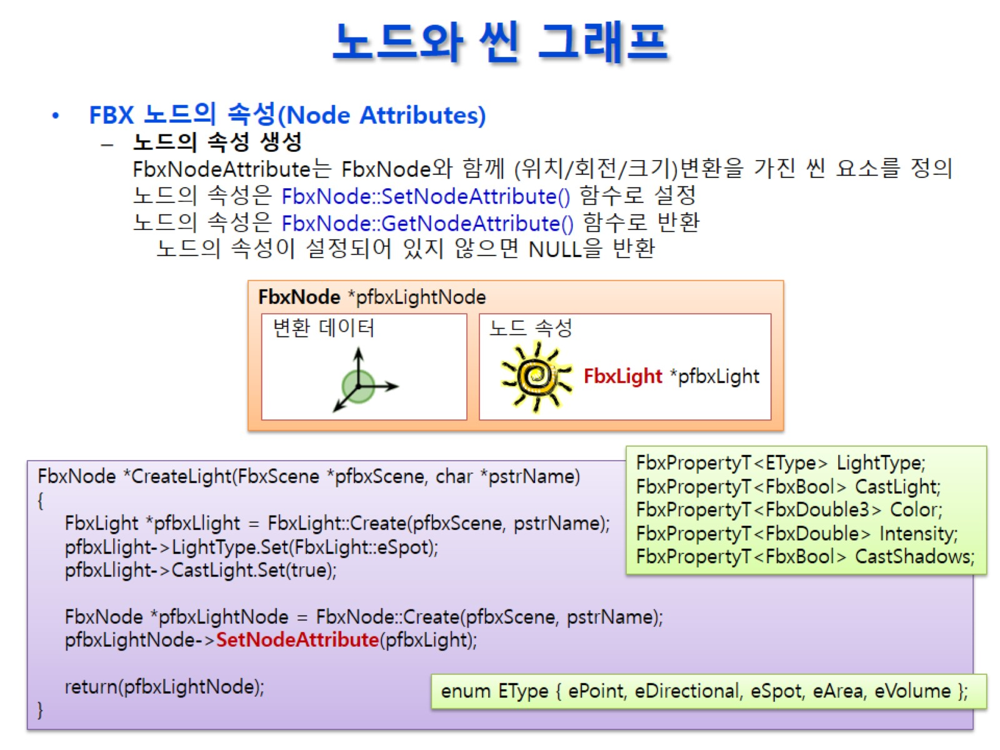 노드와 씬 그래프
• FBX 노드의 속성(Node Attributes)
– 노드의 속성 생성
FbxNodeAttribute는 FbxNode와 함께 (위치/회전/크기)변환을 가진 씬 요소를 정의
노드의 속성은 FbxNode::SetNodeAttribute() 함수로 설정
노드의 속성은 FbxNode::GetNodeAttribute() 함수로 반환
노드의 속성이 설정되어 있지 않으면 NULL을 반환
FbxNode *pfbxLightNode
변환 데이터
노드 속성
FbxLight *pfbxLight
FbxNode *CreateLight(FbxScene *pfbxScene, char *pstrName)
{
FbxLight *pfbxLlight = FbxLight::Create(pfbxScene, pstrName);
pfbxLlight->LightType.Set(FbxLight::eSpot);
pfbxLlight->CastLight.Set(true);
FbxNode *pfbxLightNode = FbxNode::Create(pfbxScene, pstrName);
pfbxLightNode->SetNodeAttribute(pfbxLight);
return(pfbxLightNode);
}
FbxPropertyT<EType> LightType;
FbxPropertyT<FbxBool> CastLight;
FbxPropertyT<FbxDouble3> Color;
FbxPropertyT<FbxDouble> Intensity;
FbxPropertyT<FbxBool> CastShadows;
enum EType { ePoint, eDirectional, eSpot, eArea, eVolume };